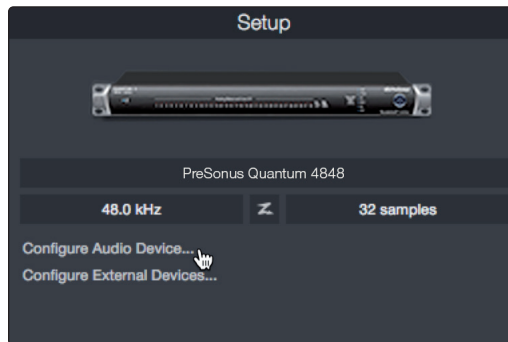 Setup
PreSonus Quantum 4848
48.0 kHz
Z
32 samples
Configure Audio Device...
Configure External Devices...